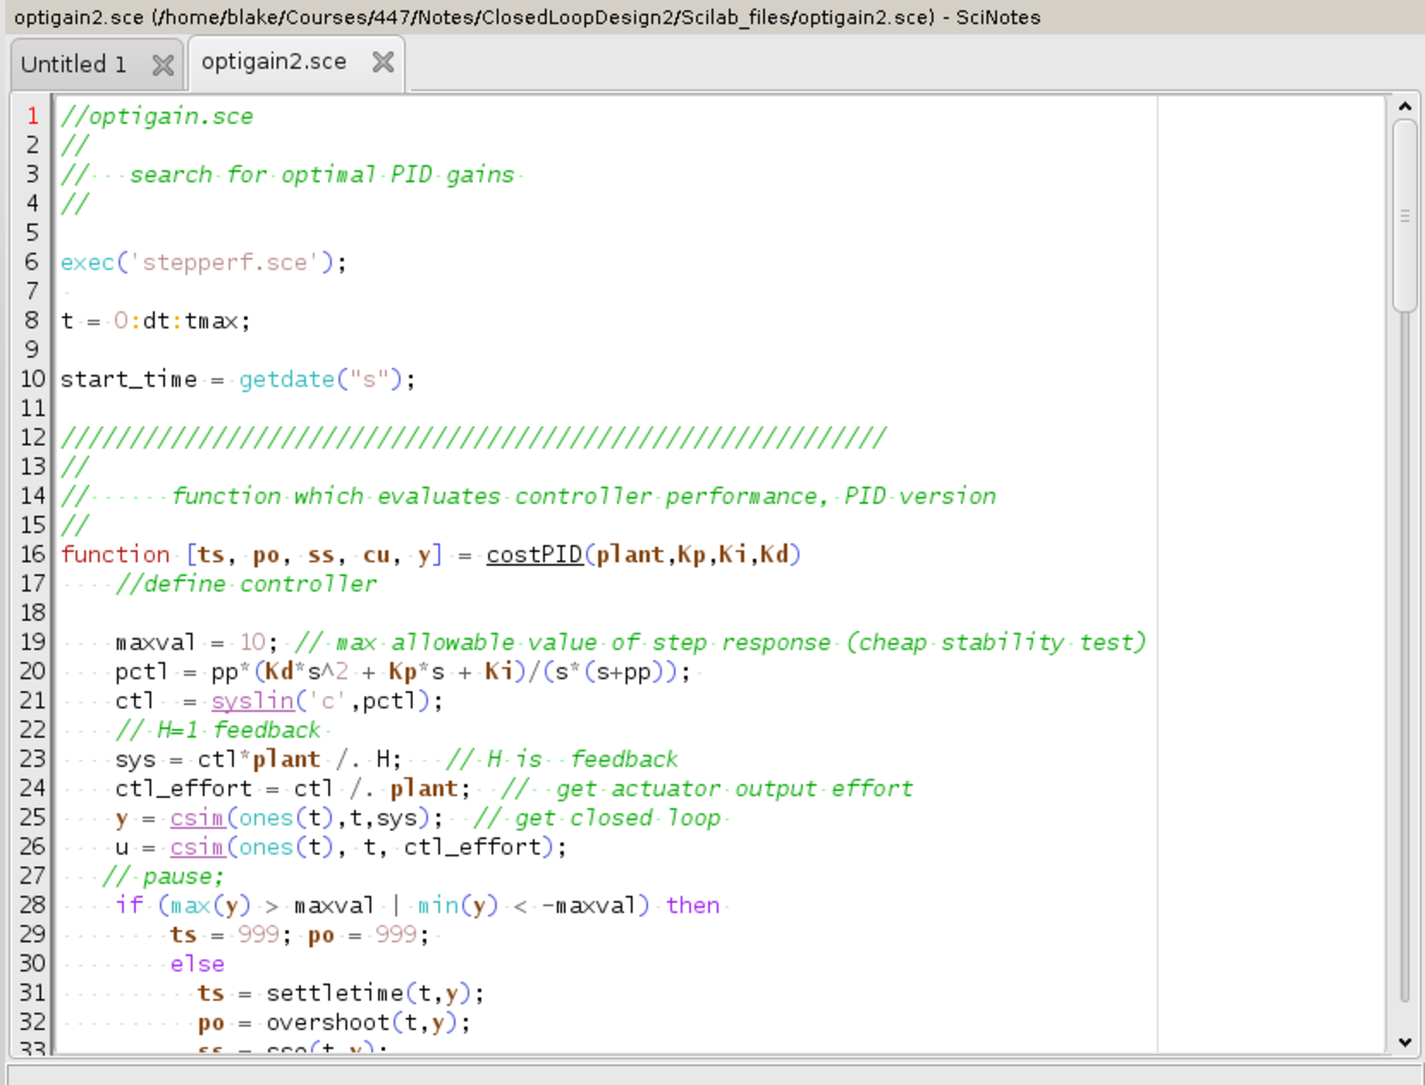 optigain2.sce (/home/blake/Courses/447/Notes/ClosedLoopDesign2/Scilab_files/optigain2.sce) - SciNotes
Untitled 1 optigain2.sce
1 //optigain.sce
2 //
3 //   search for optimal PID gains
4 //
5
6 exec('stepperf.sce');
7
8 t = 0:dt:tmax;
9
10 start_time = getdate("s");
11
12 ////////////////////////////////////////////////////////////
13 //
14 //      function which evaluates controller performance, PID version
15 //
16 function [ts, po, ss, cu, y] = costPID(plant,Kp,Ki,Kd)
17     //define controller
18
19     maxval = 10; // max allowable value of step response (cheap stability test)
20     pctl = pp*(Kd*s^2 + Kp*s + Ki)/(s*(s+pp));
21     ctl  = syslin('c',pctl);
22     // H=1 feedback
23     sys = ctl*plant /. H;   // H is  feedback
24     ctl_effort = ctl /. plant;  //  get actuator output effort
25     y = csim(ones(t),t,sys);  // get closed loop
26     u = csim(ones(t), t, ctl_effort);
27    // pause;
28     if (max(y) > maxval | min(y) < -maxval) then
29         ts = 999; po = 999;
30         else
31           ts = settletime(t,y);
32           po = overshoot(t,y);
33           ss = sse(t,y);